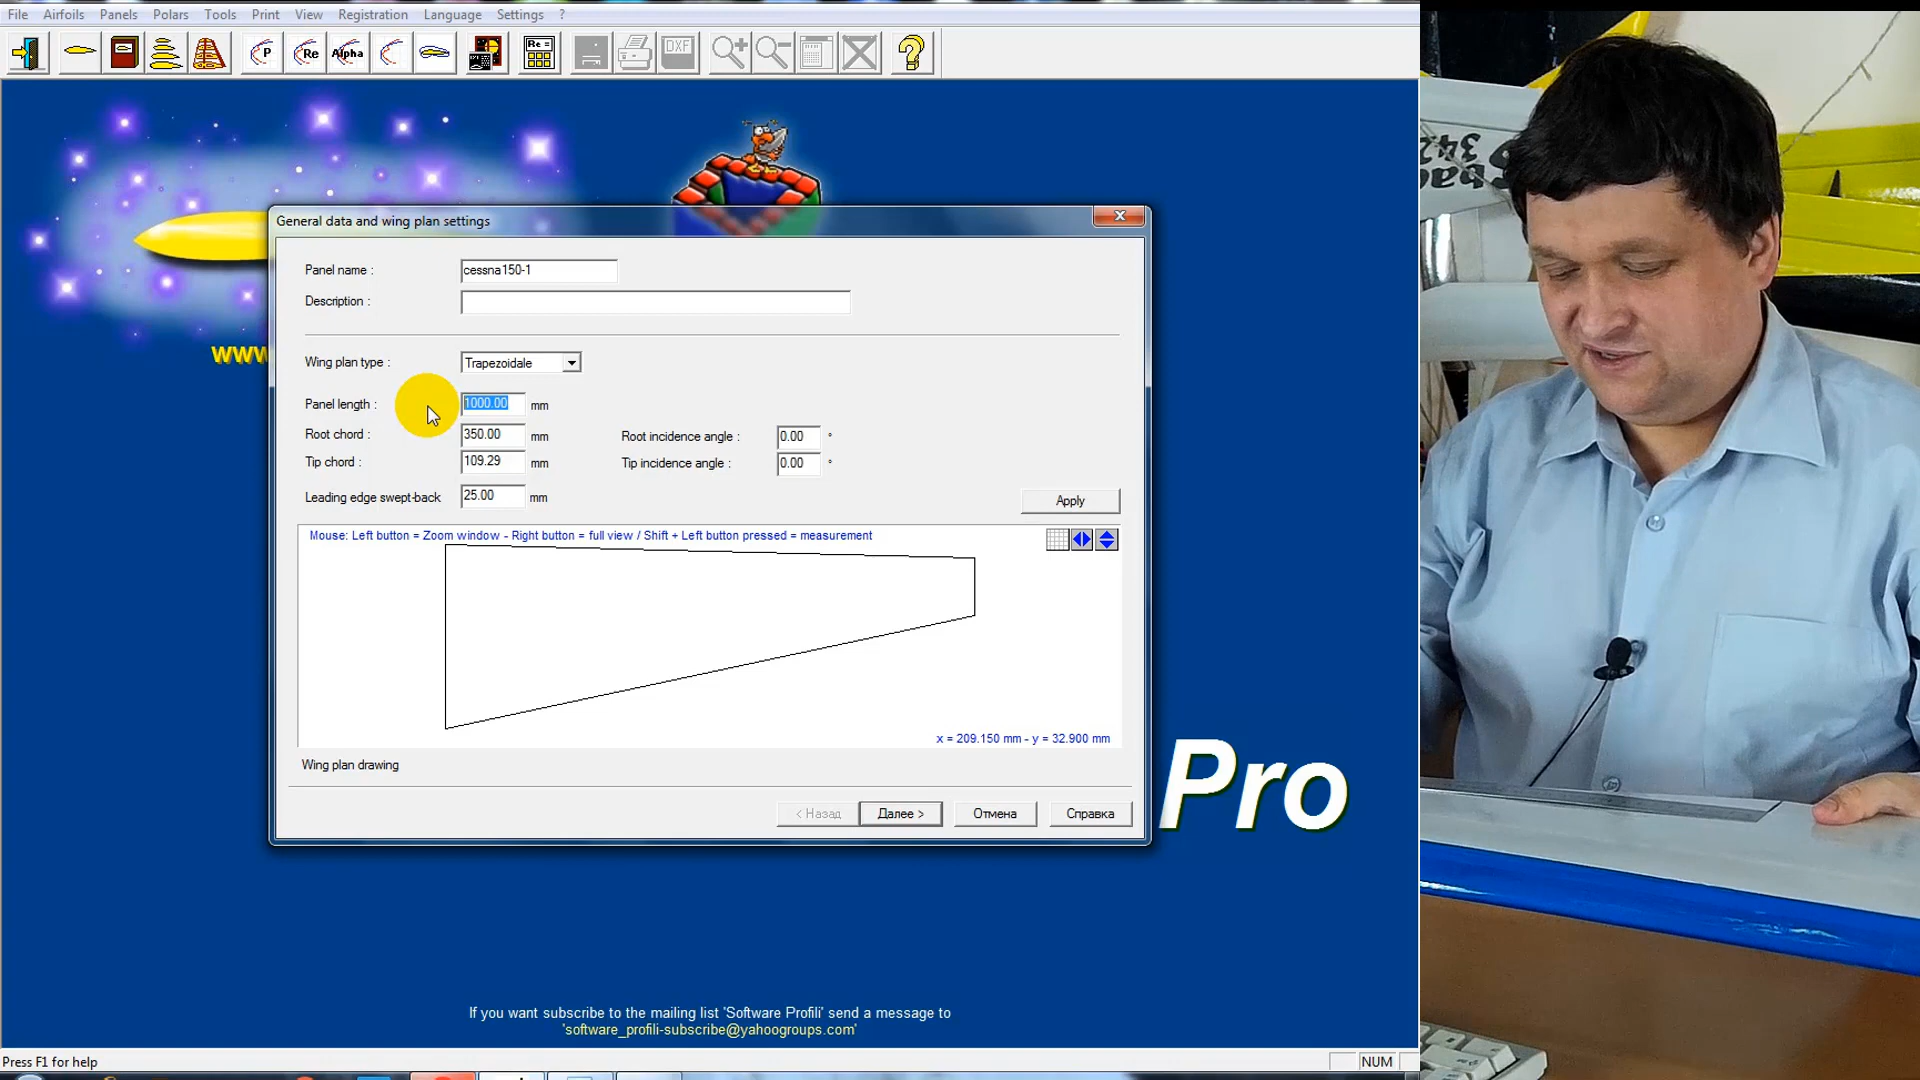 File Airfoils Panels Polars Tools Print View Registration Language Settings ?
P Re Alpha Re = DXF
General data and wing plan settings
Panel name : cessna150-1
Description :
WWW
Wing plan type : Trapezoidale
Panel length : 1000.00 mm
Root chord : 350.00 mm Root incidence angle : 0.00 °
Tip chord : 109.29 mm Tip incidence angle : 0.00 °
Leading edge swept-back 25.00 mm Apply
Mouse: Left button = Zoom window - Right button = full view / Shift + Left button pressed = measurement
x = 209.150 mm - y = 32.900 mm
Wing plan drawing
< Назад Далее > Отмена Справка
Pro
If you want subscribe to the mailing list 'Software Profili' send a message to
'software_profili-subscribe@yahoogroups.com'
Press F1 for help NUM